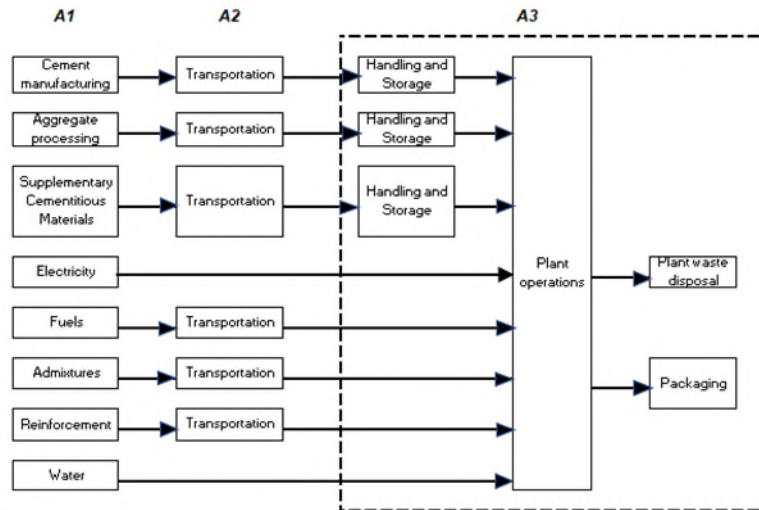 A1 A2 A3
Cement
manufacturing
Transportation
Handling and
Storage
Aggregate
processing
Transportation
Handling and
Storage
Supplementary
Cementitious
Materials
Transportation
Handling and
Storage
Electricity
Plant
operations
Plant waste
disposal
Fuels
Transportation
Admixtures
Transportation
Packaging
Reinforcement
Transportation
Water